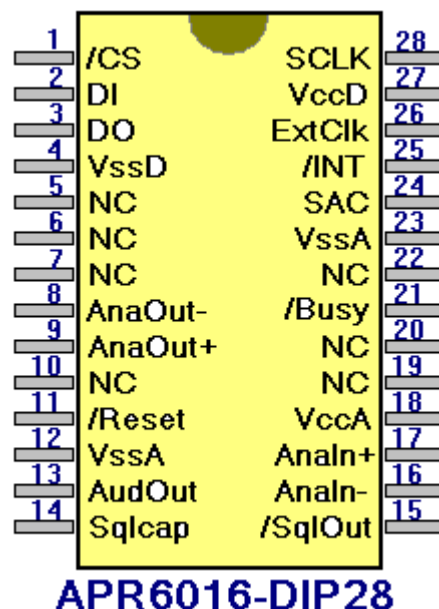 1 /CS SCLK 28
2 DI VccD 27
3 DO ExtClk 26
4 VssD /INT 25
5 NC SAC 24
6 NC VssA 23
7 NC NC 22
8 AnaOut- /Busy 21
9 AnaOut+ NC 20
10 NC NC 19
11 /Reset VccA 18
12 VssA AnaIn+ 17
13 AudOut AnaIn- 16
14 Sqlcap /SqlOut 15
APR6016-DIP28